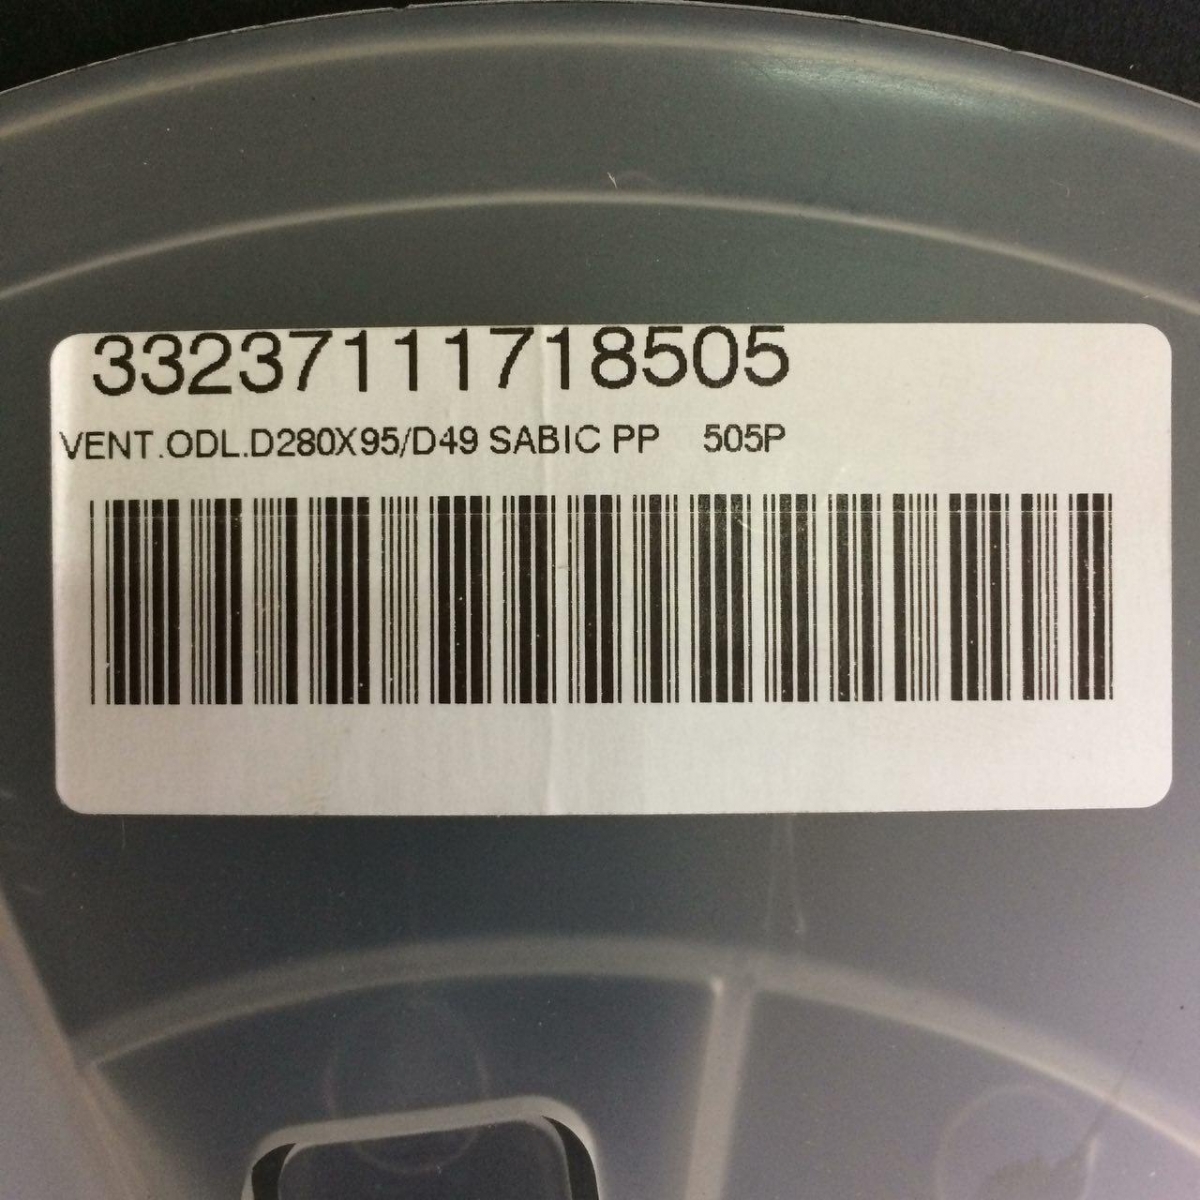 33237111718505
VENT.ODL.D280X95/D49 SABIC PP 505P